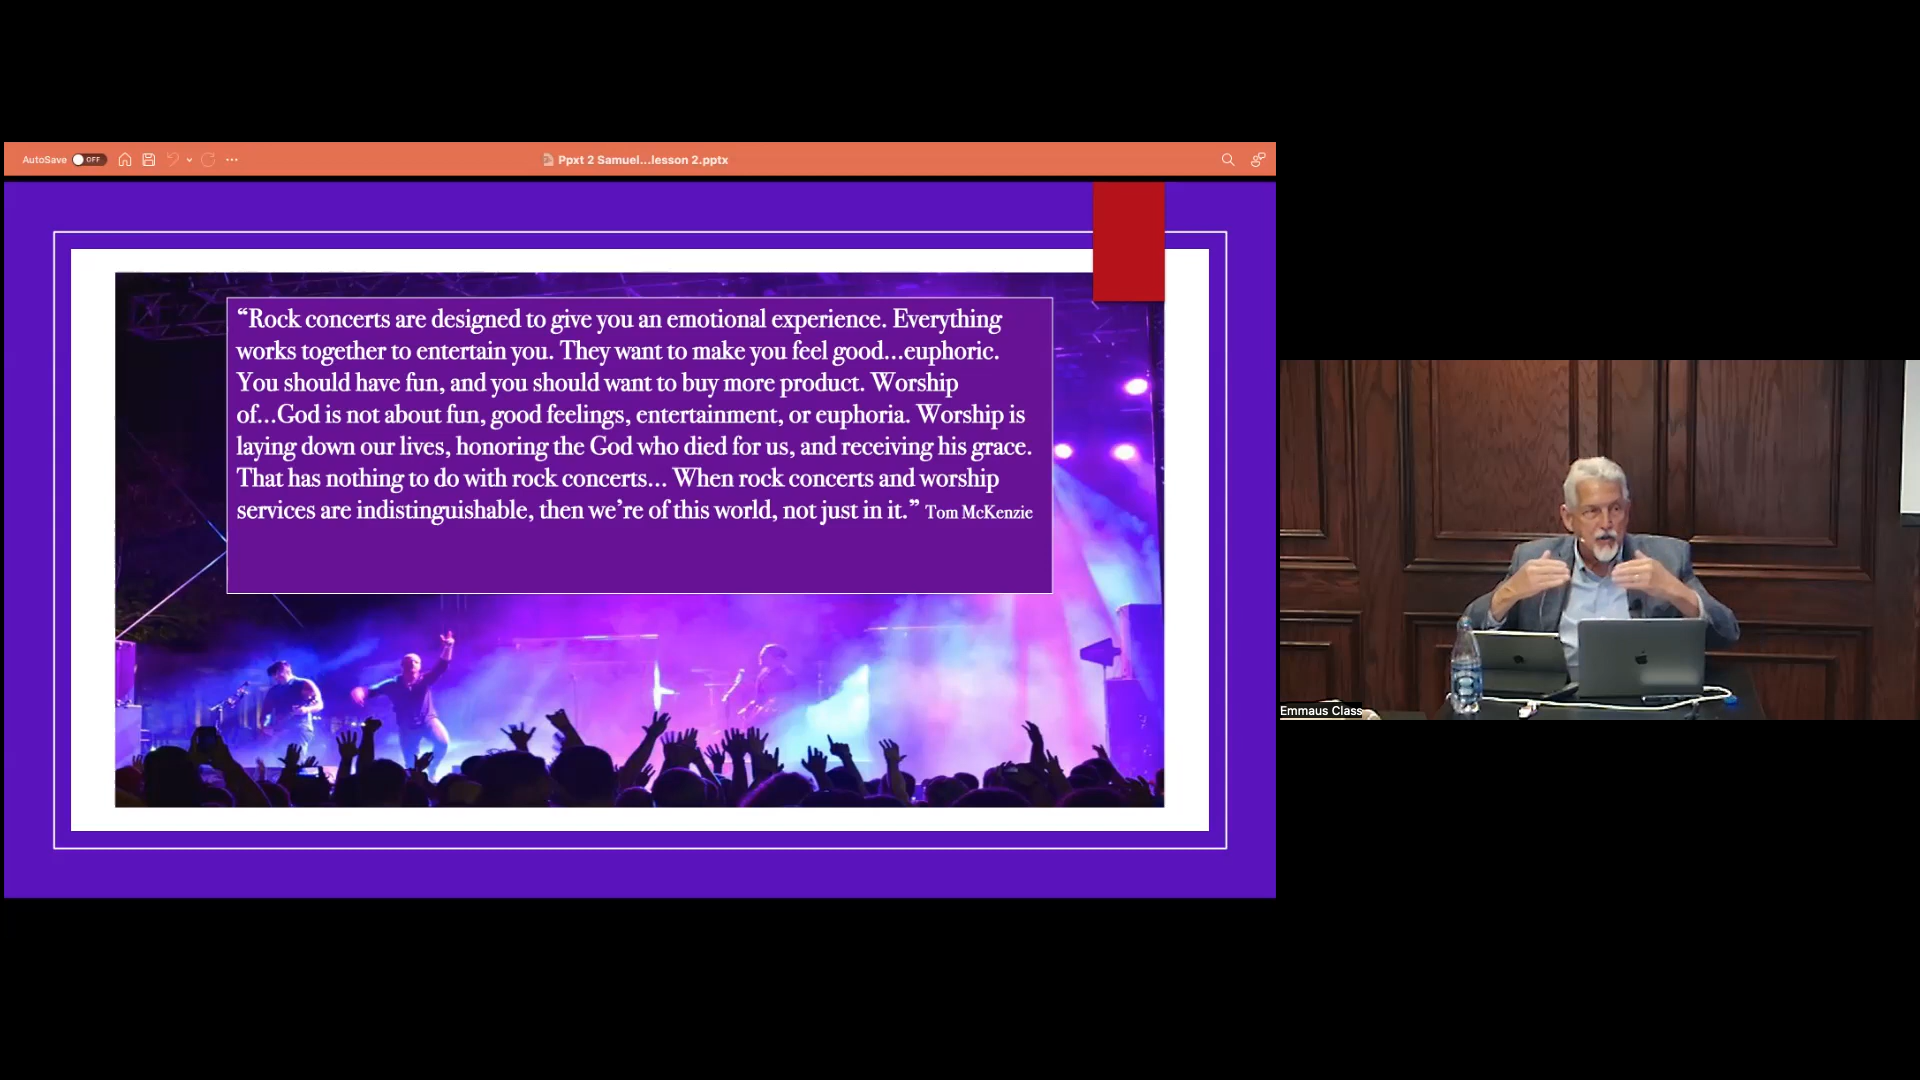 AutoSave OFF
Ppxt 2 Samuel...lesson 2.pptx
“Rock concerts are designed to give you an emotional experience. Everything
works together to entertain you. They want to make you feel good...euphoric.
You should have fun, and you should want to buy more product. Worship
of...God is not about fun, good feelings, entertainment, or euphoria. Worship is
laying down our lives, honoring the God who died for us, and receiving his grace.
That has nothing to do with rock concerts... When rock concerts and worship
services are indistinguishable, then we’re of this world, not just in it.” Tom McKenzie
Emmaus Class